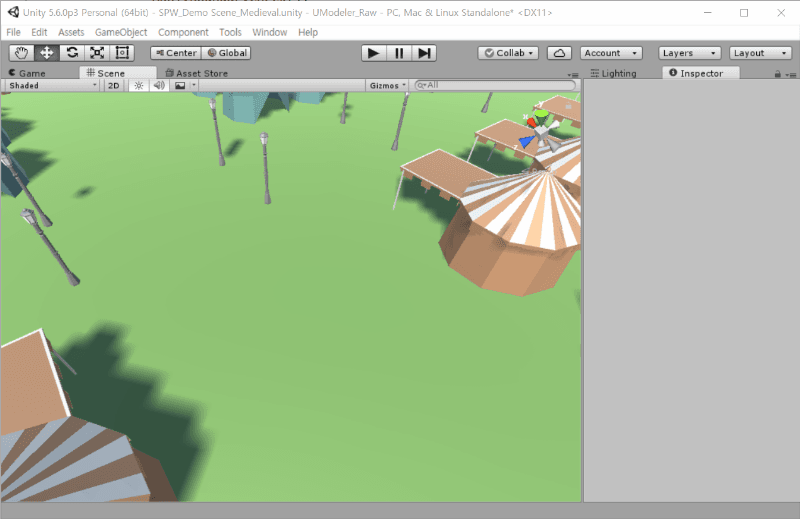 Unity 5.6.0p3 Personal (64bit) - SPW_Demo Scene_Medieval.unity - UModeler_Raw - PC, Mac & Linux Standalone* <DX11>
File Edit Assets GameObject Component Tools Window Help
Center Global Collab Account Layers Layout
Game Scene Asset Store Lighting Inspector
Shaded 2D Gizmos All